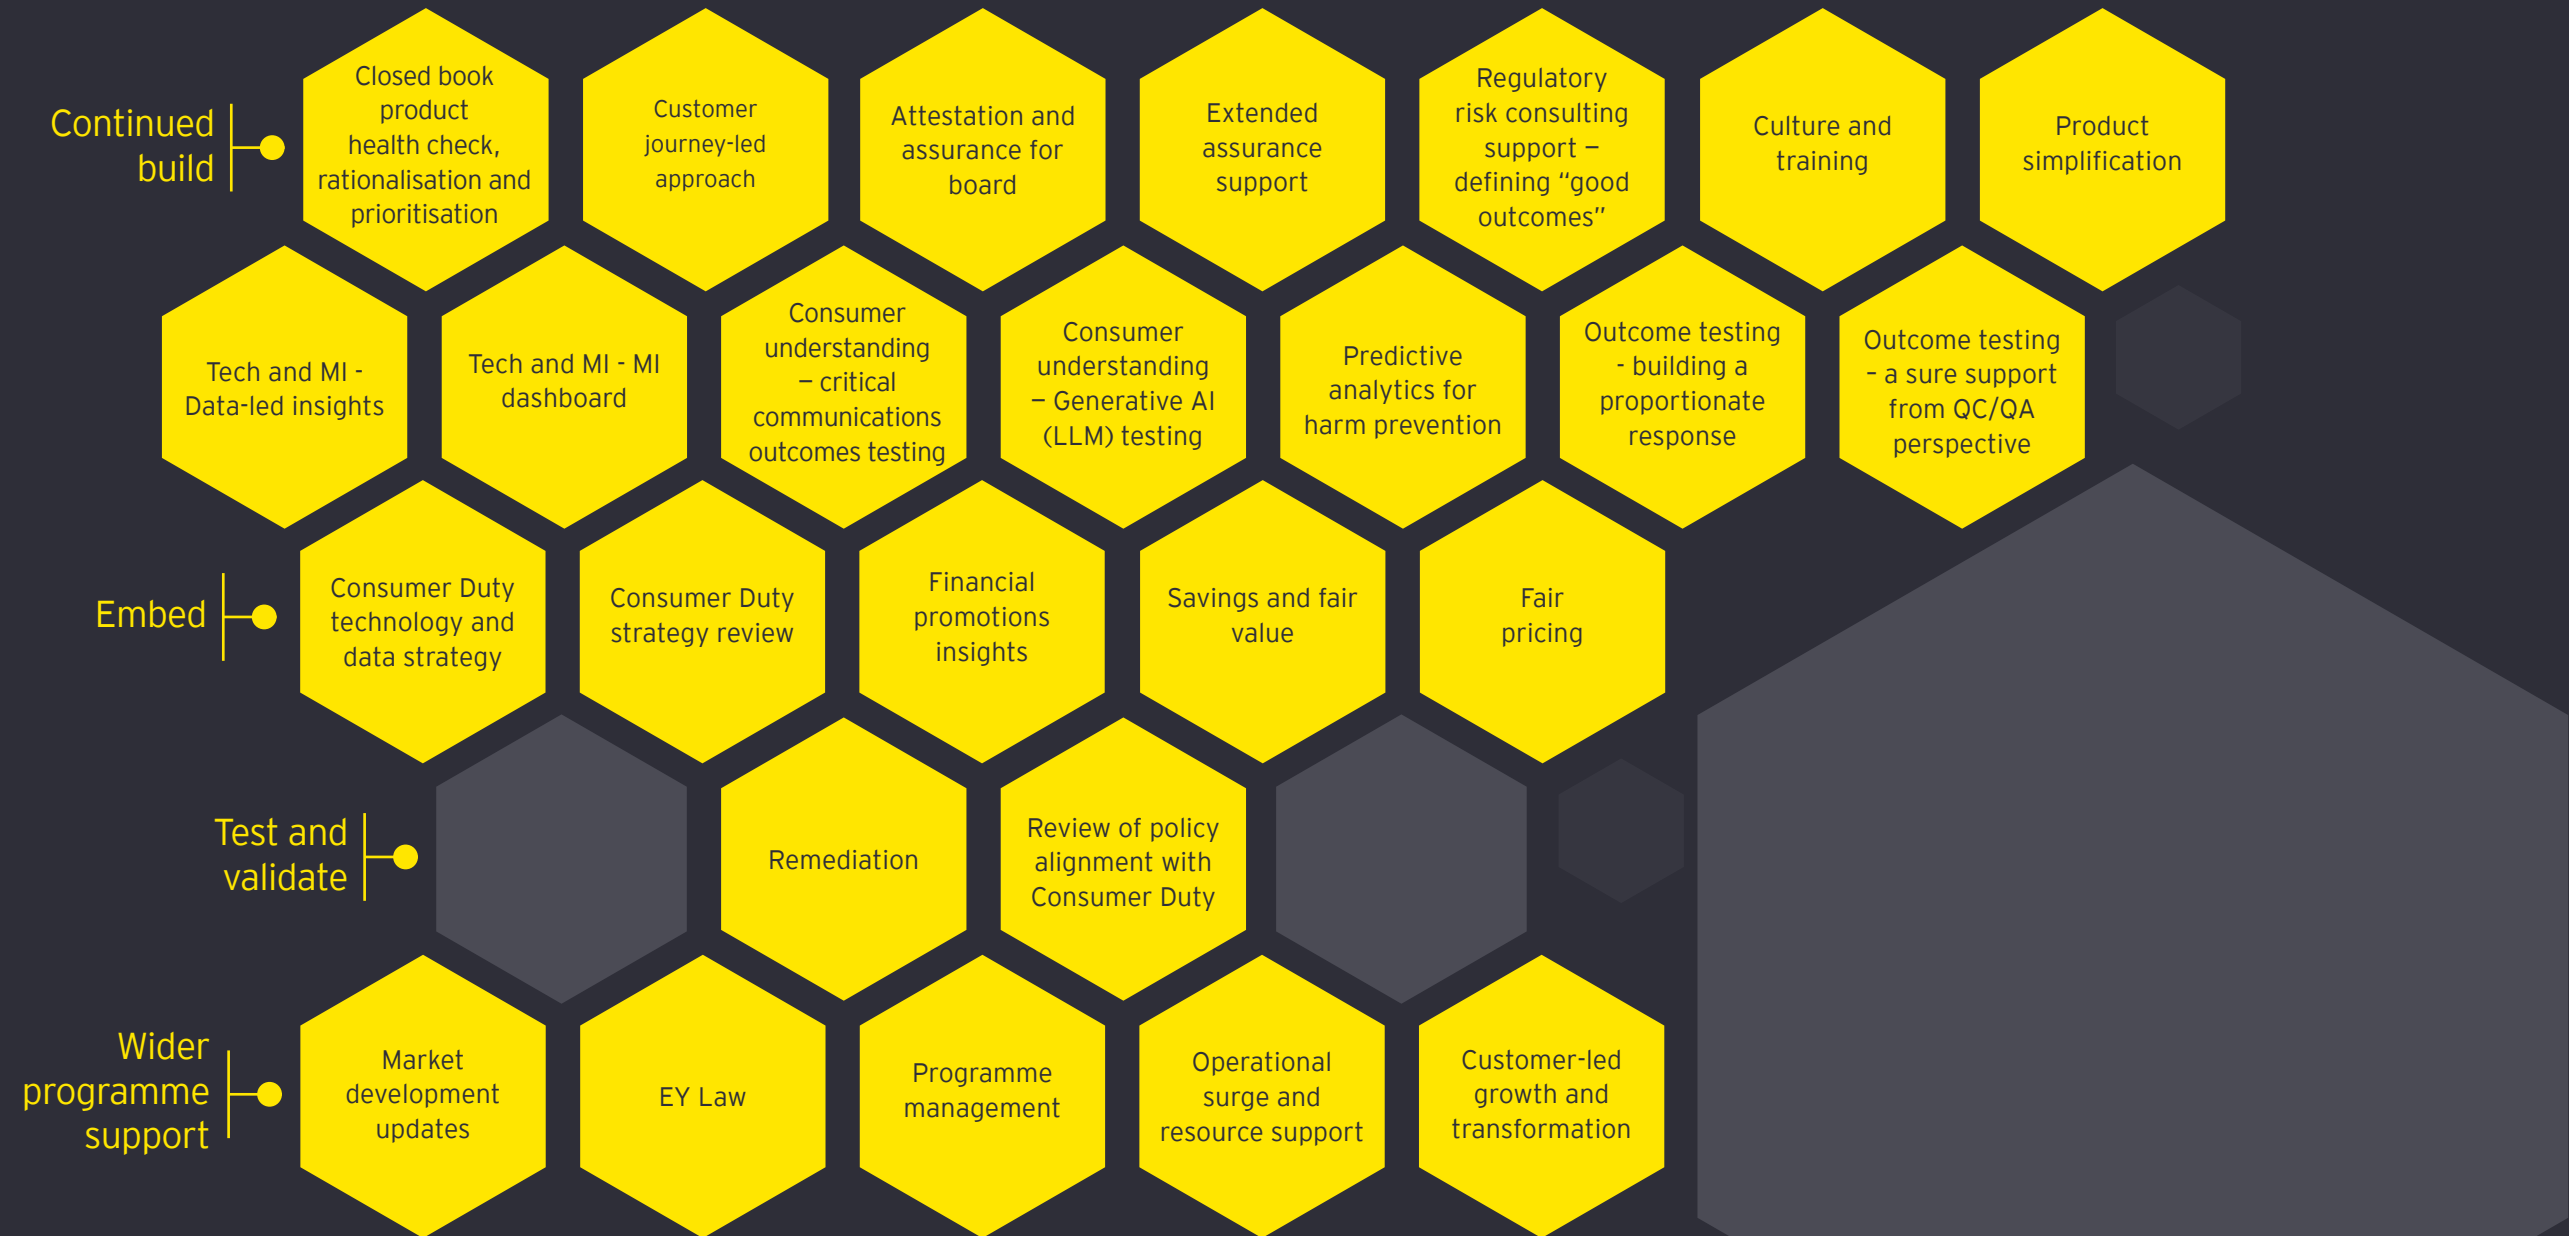 Continued
build
Closed book
product
health check,
rationalisation and
prioritisation
Customer
journey-led
approach
Attestation and
assurance for
board
Extended
assurance
support
Regulatory
risk consulting
support –
defining “good
outcomes”
Culture and
training
Product
simplification
Tech and MI -
Data-led insights
Tech and MI - MI
dashboard
Consumer
understanding
– critical
communications
outcomes testing
Consumer
understanding
– Generative AI
(LLM) testing
Predictive
analytics for
harm prevention
Outcome testing
- building a
proportionate
response
Outcome testing
– a sure support
from QC/QA
perspective
Embed
Consumer Duty
technology and
data strategy
Consumer Duty
strategy review
Financial
promotions
insights
Savings and fair
value
Fair
pricing
Test and
validate
Remediation
Review of policy
alignment with
Consumer Duty
Wider
programme
support
Market
development
updates
EY Law
Programme
management
Operational
surge and
resource support
Customer-led
growth and
transformation